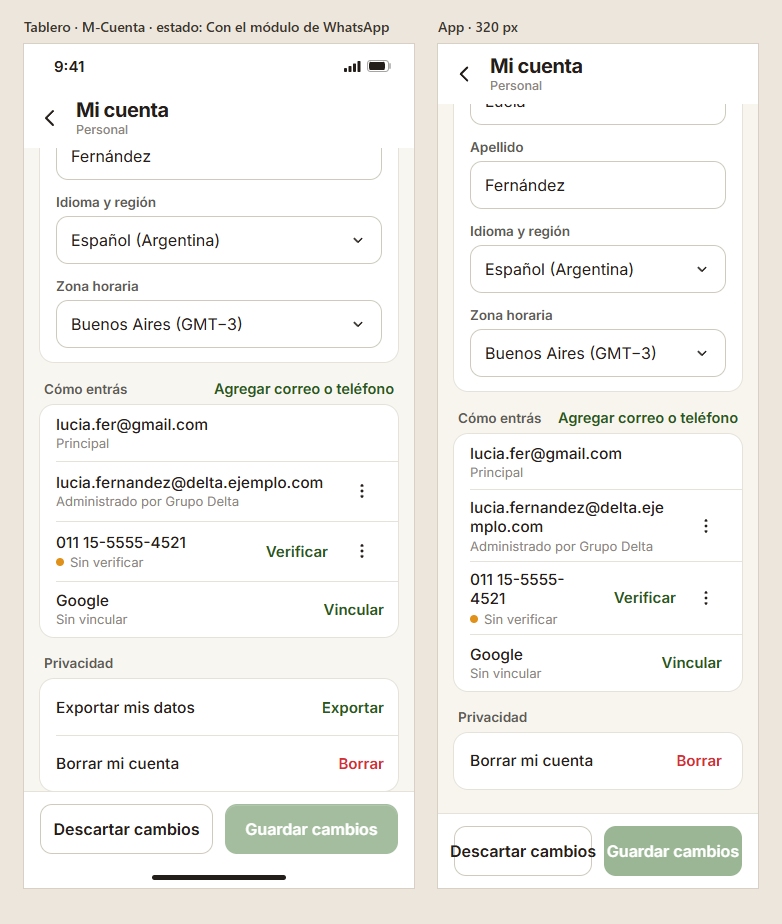 Tablero · M-Cuenta · estado: Con el módulo de WhatsApp
9:41
Mi cuenta
Personal
Fernández
Idioma y región
Español (Argentina)
Zona horaria
Buenos Aires (GMT−3)
Cómo entrás
Agregar correo o teléfono
lucia.fer@gmail.com
Principal
lucia.fernandez@delta.ejemplo.com
Administrado por Grupo Delta
011 15-5555-4521
Verificar
Sin verificar
Google
Vincular
Sin vincular
Privacidad
Exportar mis datos
Exportar
Borrar mi cuenta
Borrar
Descartar cambios
Guardar cambios
App · 320 px
Mi cuenta
Personal
Lucía
Apellido
Fernández
Idioma y región
Español (Argentina)
Zona horaria
Buenos Aires (GMT−3)
Cómo entrás
Agregar correo o teléfono
lucia.fer@gmail.com
Principal
lucia.fernandez@delta.eje
mplo.com
Administrado por Grupo Delta
011 15-5555-
4521
Verificar
Sin verificar
Google
Vincular
Sin vincular
Privacidad
Borrar mi cuenta
Borrar
Descartar cambios
Guardar cambios